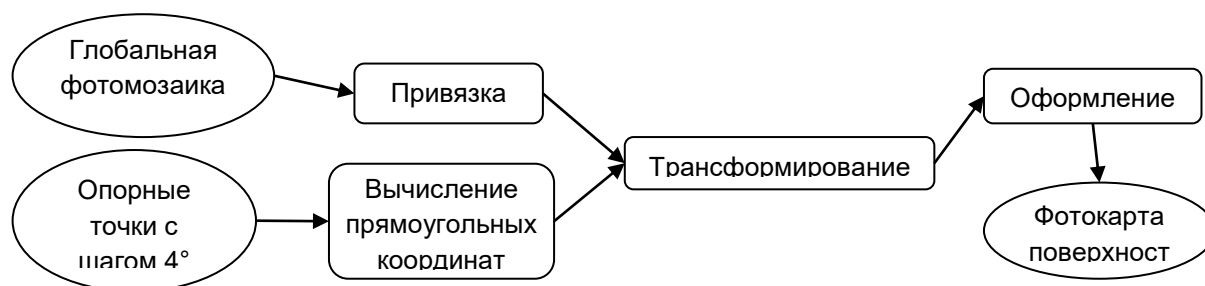 Глобальная
фотомозаика
Привязка
Опорные
точки с
шагом 4°
Вычисление
прямоугольных
координат
Трансформирование
Оформление
Фотокарта
поверхност